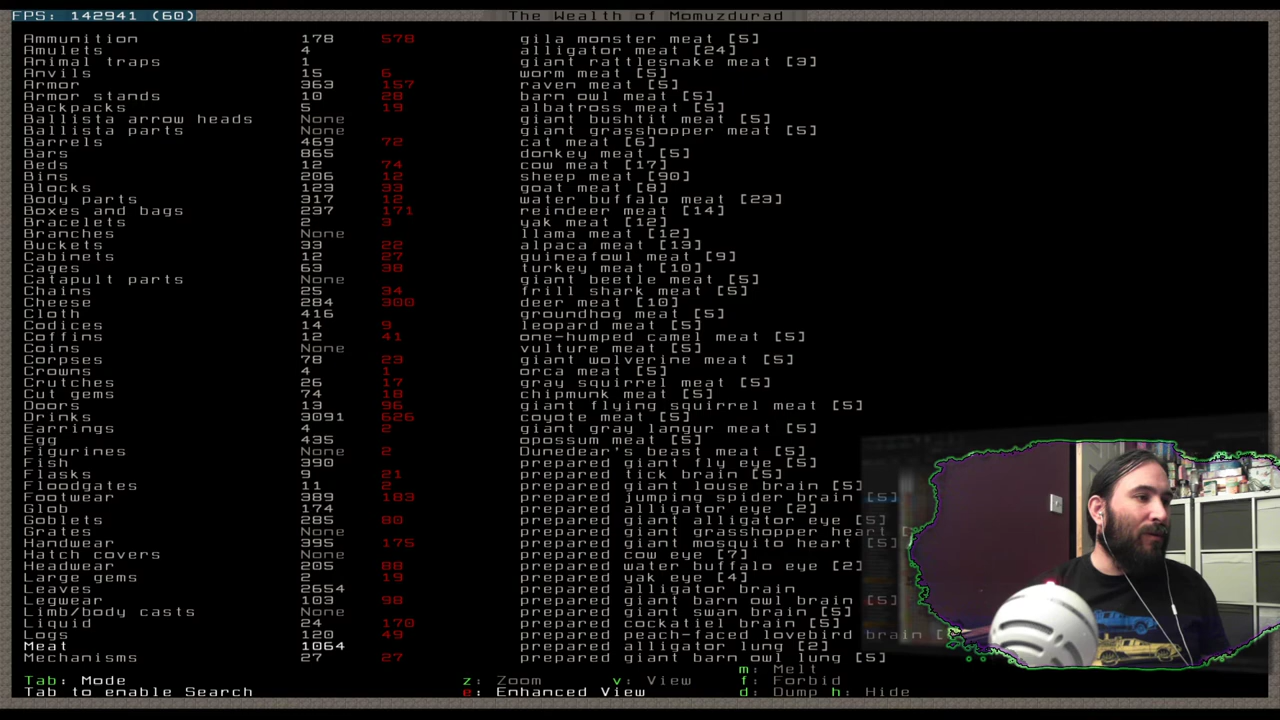 FPS: 142941 (60) The Wealth of Momuzdurad
Ammunition 178 578 gila monster meat [5]
Amulets 4 alligator meat [24]
Animal traps 1 giant rattlesnake meat [3]
Anvils 15 6 worm meat [5]
Armor 363 157 raven meat [5]
Armor stands 10 28 barn owl meat [5]
Backpacks 5 19 albatross meat [5]
Ballista arrow heads None giant bushtit meat [5]
Ballista parts None giant grasshopper meat [5]
Barrels 469 72 cat meat [6]
Bars 865 donkey meat [5]
Beds 12 74 cow meat [17]
Bins 206 12 sheep meat [90]
Blocks 123 33 goat meat [8]
Body parts 317 12 water buffalo meat [23]
Boxes and bags 237 171 reindeer meat [14]
Bracelets 2 3 yak meat [12]
Branches None llama meat [12]
Buckets 33 22 alpaca meat [13]
Cabinets 12 27 guineafowl meat [9]
Cages 63 38 turkey meat [10]
Catapult parts None giant beetle meat [5]
Chains 25 34 frill shark meat [5]
Cheese 284 300 deer meat [10]
Cloth 416 groundhog meat [5]
Codices 14 9 leopard meat [5]
Coffins 12 41 one-humped camel meat [5]
Coins None vulture meat [5]
Corpses 78 23 giant wolverine meat [5]
Crowns 4 1 orca meat [5]
Crutches 26 17 gray squirrel meat [5]
Cut gems 74 18 chipmunk meat [5]
Doors 13 96 giant flying squirrel meat [5]
Drinks 3091 626 coyote meat [5]
Earrings 4 2 giant gray langur meat [5]
Egg 435 opossum meat [5]
Figurines None 2 Dunedear's beast meat [5]
Fish 390 prepared giant fly eye [5]
Flasks 9 21 prepared tick brain [5]
Floodgates 11 2 prepared giant louse brain [5]
Footwear 389 183 prepared jumping spider brain [5]
Glob 174 prepared alligator eye [2]
Goblets 285 80 prepared giant alligator eye [5]
Grates None prepared giant grasshopper heart [
Handwear 395 175 prepared giant mosquito heart [5]
Hatch covers None prepared cow eye [7]
Headwear 205 88 prepared water buffalo eye [2]
Large gems 2 19 prepared yak eye [4]
Leaves 2654 prepared alligator brain
Legwear 103 98 prepared giant barn owl brain [5]
Limb/body casts None prepared giant swan brain [5]
Liquid 24 170 prepared cockatiel brain [5]
Logs 120 49 prepared peach-faced lovebird brain [
Meat 1064 prepared alligator lung [2]
Mechanisms 27 27 prepared giant barn owl lung [5]
m: Melt
Tab: Mode z: Zoom v: View f: Forbid
Tab to enable Search e: Enhanced View d: Dump h: Hide